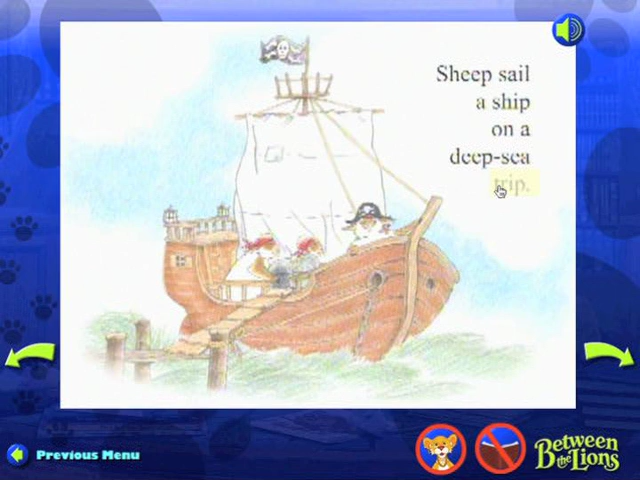 Sheep sail
a ship
on a
deep-sea
trip.
Previous Menu
Between
the Lions